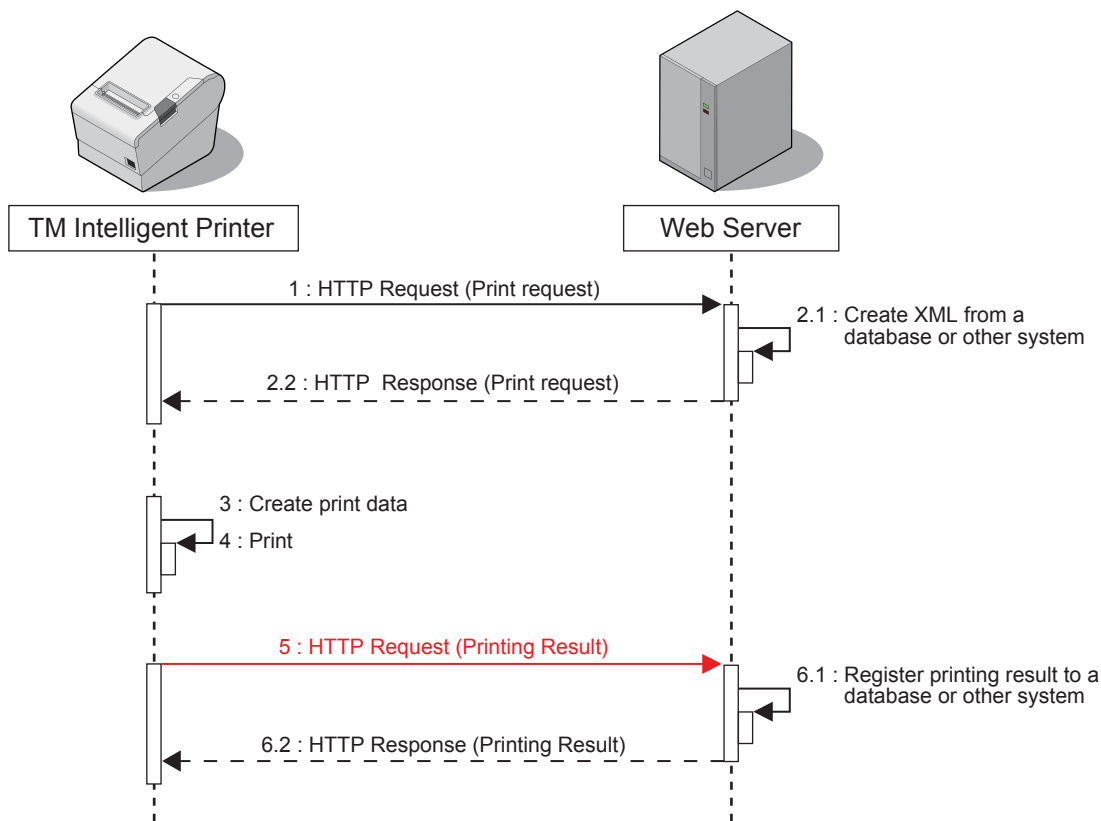 TM Intelligent Printer
Web Server
1 : HTTP Request (Print request)
2.1 : Create XML from a
database or other system
2.2 : HTTP  Response (Print request)
3 : Create print data
4 : Print
5 : HTTP Request (Printing Result)
6.1 : Register printing result to a
database or other system
6.2 : HTTP Response (Printing Result)